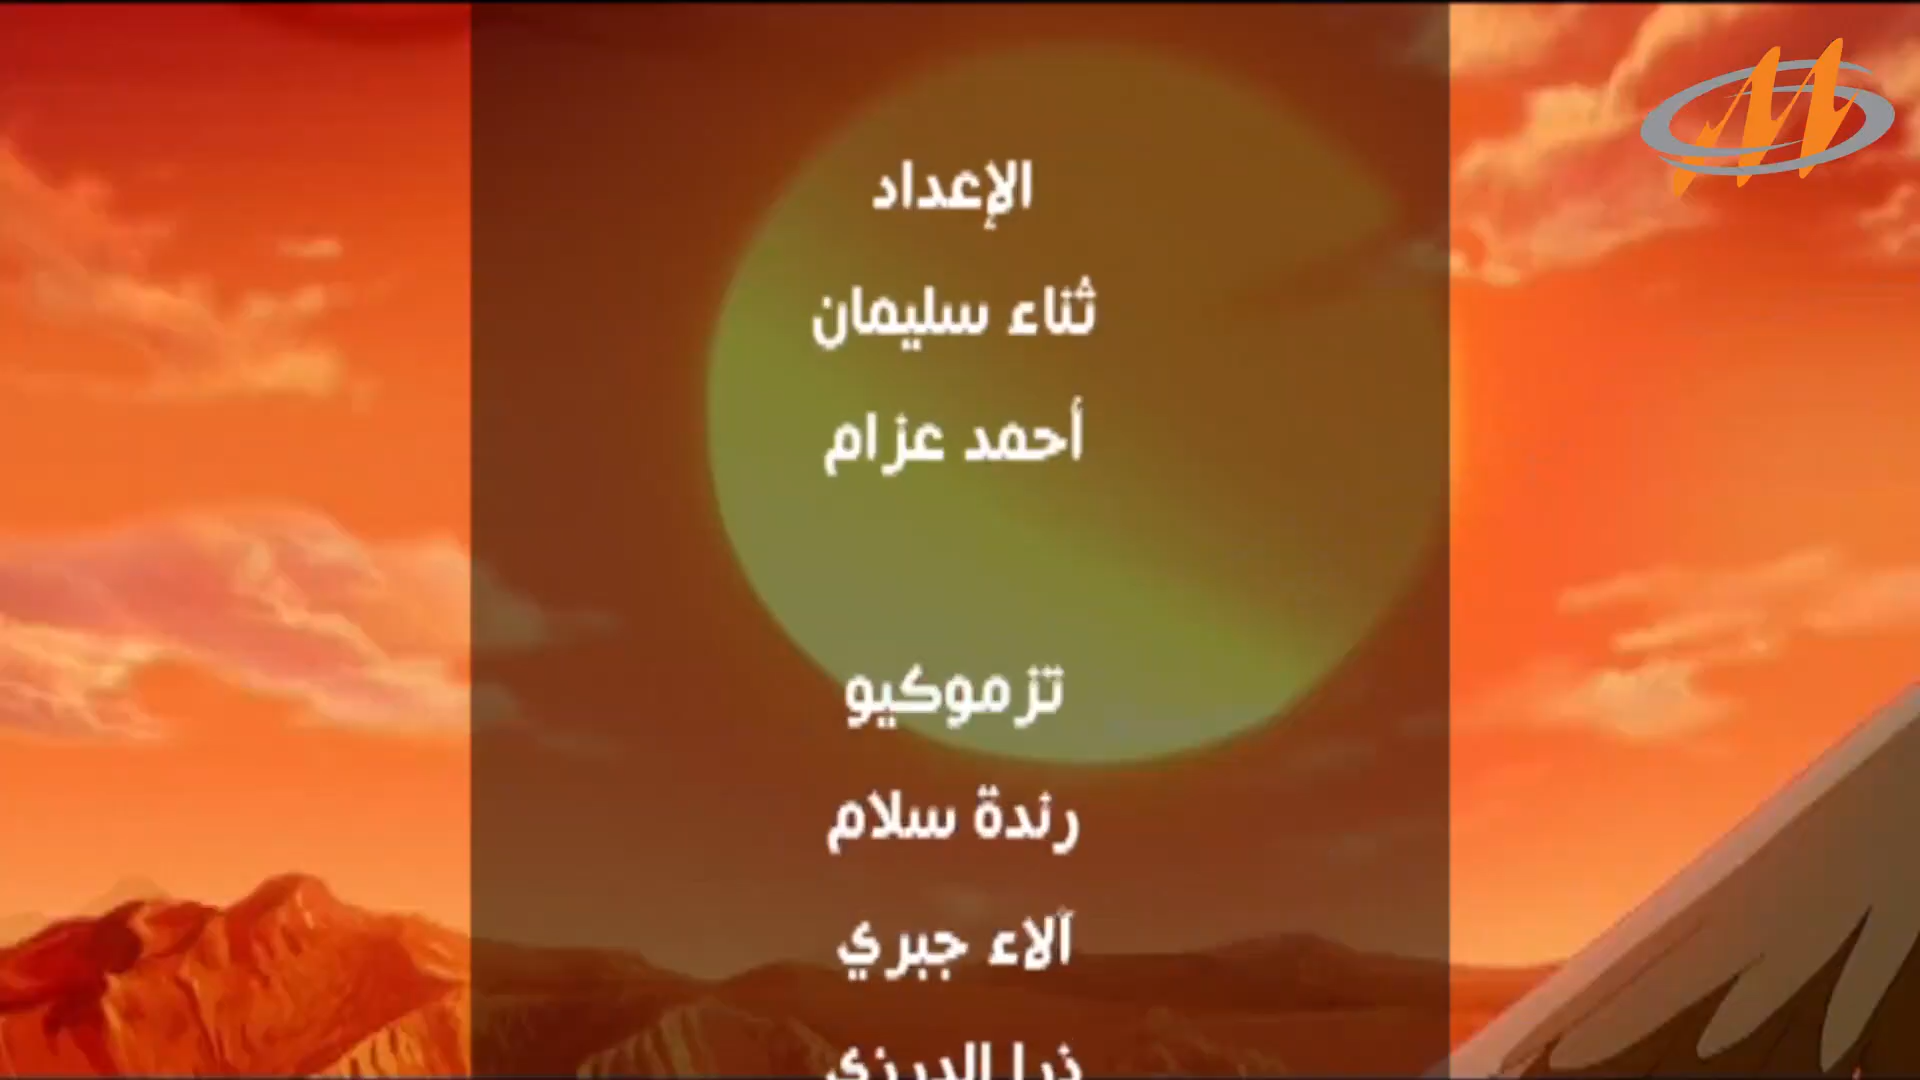 الإعداد
ثناء سليمان
أحمد عزام
تزموكيو
رندة سلام
آلاء جبري